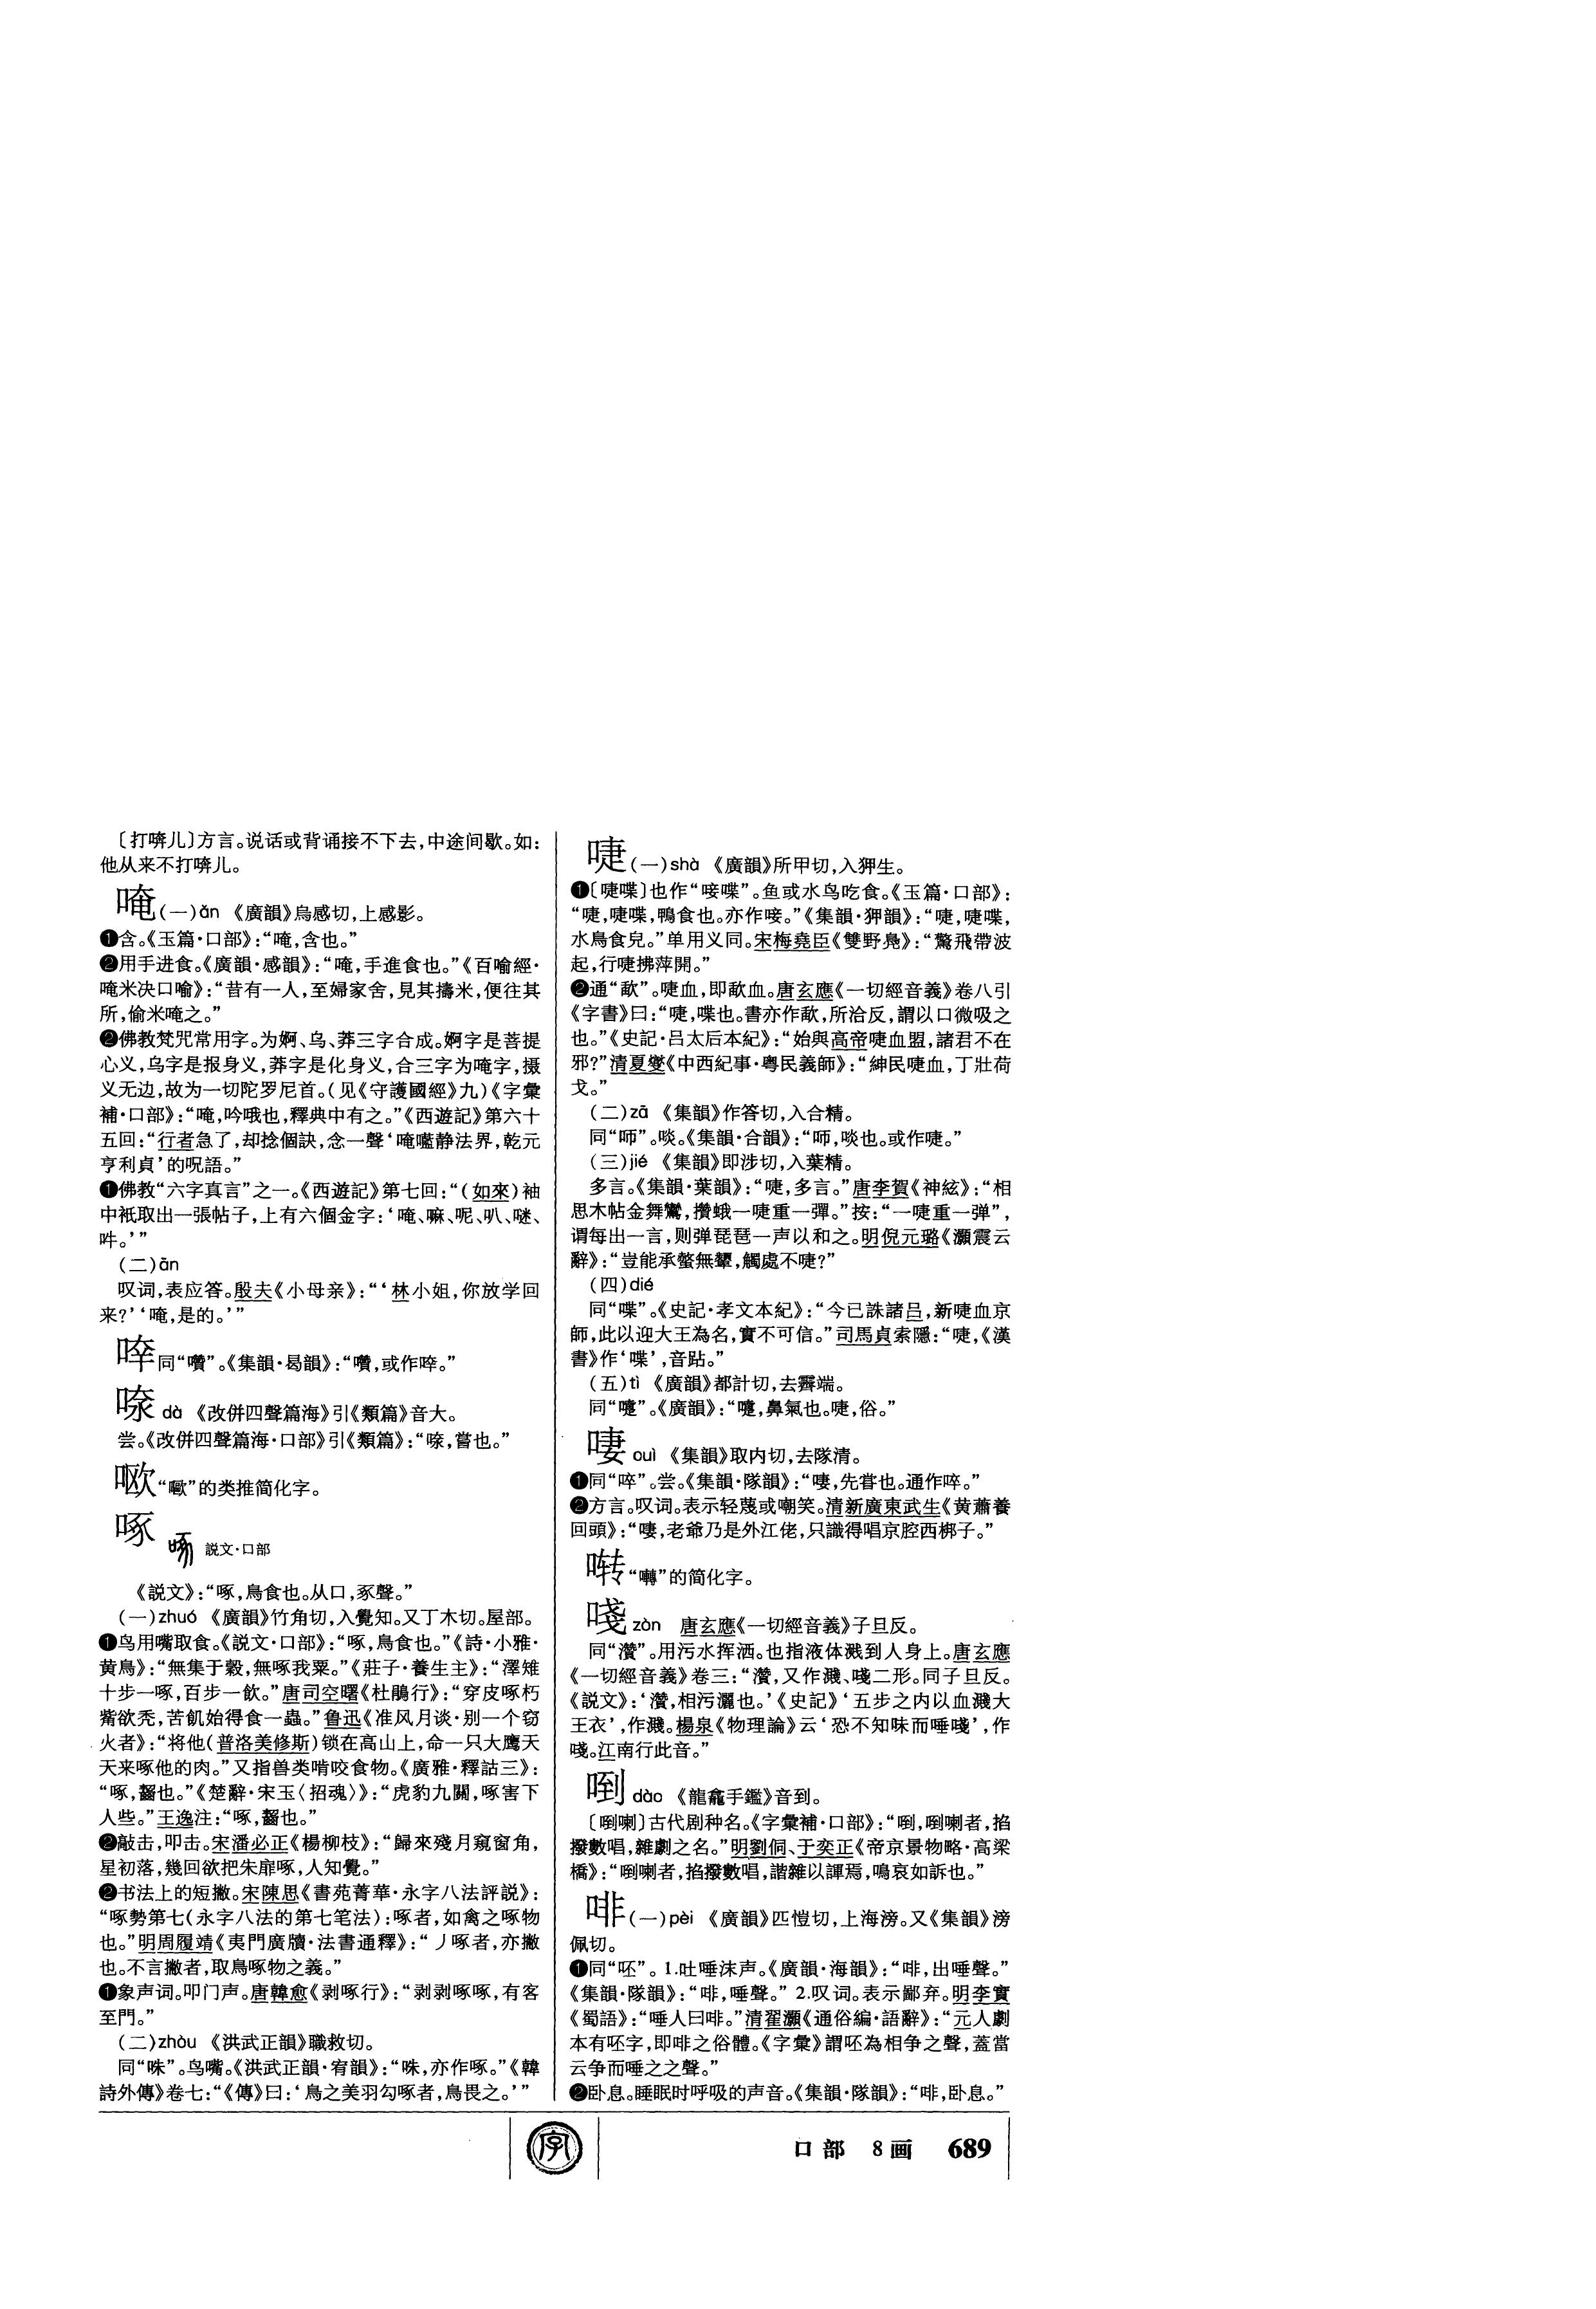 〔打㖹儿〕方言。说话或背诵接不下去,中途间歇。如:
他从来不打㖹儿。
唵(一)ǎn 《廣韻》烏感切,上感影。
❶含。《玉篇·口部》:“唵,含也。”
❷用手进食。《廣韻·感韻》:“唵,手進食也。”《百喻經·
唵米决口喻》:“昔有一人,至婦家舍,見其擣米,便往其
所,偷米唵之。”
❷佛教梵咒常用字。为婀、乌、莽三字合成。婀字是菩提
心义,乌字是报身义,莽字是化身义,合三字为唵字,摄
义无边,故为一切陀罗尼首。(见《守護國經》九)《字彙
補·口部》:“唵,吟哦也,釋典中有之。”《西遊記》第六十
五回:“行者急了,却捻個訣,念一聲‘唵嚂静法界,乾元
亨利貞’的呪語。”
❶佛教“六字真言”之一。《西遊記》第七回:“(如來)袖
中衹取出一張帖子,上有六個金字:‘唵、嘛、呢、叭、㘝、
吽。’”
(二)ān
叹词,表应答。殷夫《小母亲》:“‘林小姐,你放学回
来?’‘唵,是的。’”
啐同“囋”。《集韻·曷韻》:“囋,或作啐。”
dà 《改併四聲篇海》引《類篇》音大。
尝。《改併四聲篇海·口部》引《類篇》:“,嘗也。”
“𡃣”的类推简化字。
啄 説文·口部
《説文》:“啄,鳥食也。从口,豖聲。”
(一)zhuó 《廣韻》竹角切,入覺知。又丁木切。屋部。
❶鸟用嘴取食。《説文·口部》:“啄,鳥食也。”《詩·小雅·
黄鳥》:“無集于榖,無啄我粟。”《莊子·養生主》:“澤雉
十步一啄,百步一飲。”唐司空曙《杜鵑行》:“穿皮啄朽
觜欲秃,苦飢始得食一蟲。”鲁迅《准风月谈·别一个窃
火者》:“将他(普洛美修斯)锁在高山上,命一只大鹰天
天来啄他的肉。”又指兽类啃咬食物。《廣雅·釋詁三》:
“啄,齧也。”《楚辭·宋玉〈招魂〉》:“虎豹九關,啄害下
人些。”王逸注:“啄,齧也。”
❷敲击,叩击。宋潘必正《楊柳枝》:“歸來殘月窺窗角,
星初落,幾回欲把朱扉啄,人知覺。”
❷书法上的短撇。宋陳思《書苑菁華·永字八法評説》:
“啄勢第七(永字八法的第七笔法):啄者,如禽之啄物
也。”明周履靖《夷門廣牘·法書通釋》:“丿啄者,亦撇
也。不言撇者,取鳥啄物之義。”
❶象声词。叩门声。唐韓愈《剥啄行》:“剥剥啄啄,有客
至門。”
(二)zhòu 《洪武正韻》職救切。
同“咮”。鸟嘴。《洪武正韻·宥韻》:“咮,亦作啄。”《韓
詩外傳》卷七:“《傳》曰:‘鳥之美羽勾啄者,鳥畏之。’”
啑(一)shà 《廣韻》所甲切,入狎生。
❶〔啑喋〕也作“唼喋”。鱼或水鸟吃食。《玉篇·口部》:
“啑,啑喋,鴨食也。亦作唼。”《集韻·狎韻》:“啑,啑喋,
水鳥食皃。”单用义同。宋梅堯臣《雙野鳧》:“驚飛帶波
起,行啑拂萍開。”
❷通“歃”。啑血,即歃血。唐玄應《一切經音義》卷八引
《字書》曰:“啑,喋也。書亦作歃,所洽反,謂以口微吸之
也。”《史記·吕太后本紀》:“始與高帝啑血盟,諸君不在
邪?”清夏燮《中西紀事·粤民義師》:“紳民啑血,丁壯荷
戈。”
(二)zā 《集韻》作答切,入合精。
同“咂”。啖。《集韻·合韻》:“咂,啖也。或作啑。”
(三)jié 《集韻》即涉切,入葉精。
多言。《集韻·葉韻》:“啑,多言。”唐李賀《神絃》:“相
思木帖金舞鸞,攢蛾一啑重一彈。”按:“一啑重一弹”,
谓每出一言,则弹琵琶一声以和之。明倪元璐《灝震云
辭》:“豈能承螯無顰,觸處不啑?”
(四)dié
同“喋”。《史記·孝文本紀》:“今已誅諸吕,新啑血京
師,此以迎大王為名,實不可信。”司馬貞索隱:“啑,《漢
書》作‘喋’,音跕。”
(五)tì 《廣韻》都計切,去霽端。
同“嚏”。《廣韻》:“嚏,鼻氣也。啑,俗。”
啛 ouì 《集韻》取内切,去隊清。
❶同“啐”。尝。《集韻·隊韻》:“啛,先嘗也。通作啐。”
❷方言。叹词。表示轻蔑或嘲笑。清新廣東武生《黄蕭養
回頭》:“啛,老爺乃是外江佬,只識得唱京腔西梆子。”
啭“囀”的简化字。
㖩 zòn 唐玄應《一切經音義》子旦反。
同“灒”。用污水挥洒。也指液体溅到人身上。唐玄應
《一切經音義》卷三:“灒,又作濺、㖩二形。同子旦反。
《説文》:‘灒,相污灑也。’《史記》‘五步之内以血濺大
王衣’,作濺。楊泉《物理論》云‘恐不知味而唾㖩’,作
㖩。江南行此音。”
㑽 dào 《龍龕手鑑》音到。
〔倒喇〕古代剧种名。《字彙補·口部》:“倒,倒喇者,掐
撥數唱,雜劇之名。”明劉侗、于奕正《帝京景物略·高梁
橋》:“倒喇者,掐撥數唱,諧雜以諢焉,鳴哀如訴也。”
啡(一)pèi 《廣韻》匹愷切,上海滂。又《集韻》滂
佩切。
❶同“呸”。1.吐唾沫声。《廣韻·海韻》:“啡,出唾聲。”
《集韻·隊韻》:“啡,唾聲。” 2.叹词。表示鄙弃。明李實
《蜀語》:“唾人曰啡。”清翟灝《通俗編·語辭》:“元人劇
本有呸字,即啡之俗體。《字彙》謂呸為相争之聲,蓋當
云争而唾之之聲。”
❷卧息。睡眠时呼吸的声音。《集韻·隊韻》:“啡,卧息。”
字
口部 8画 689